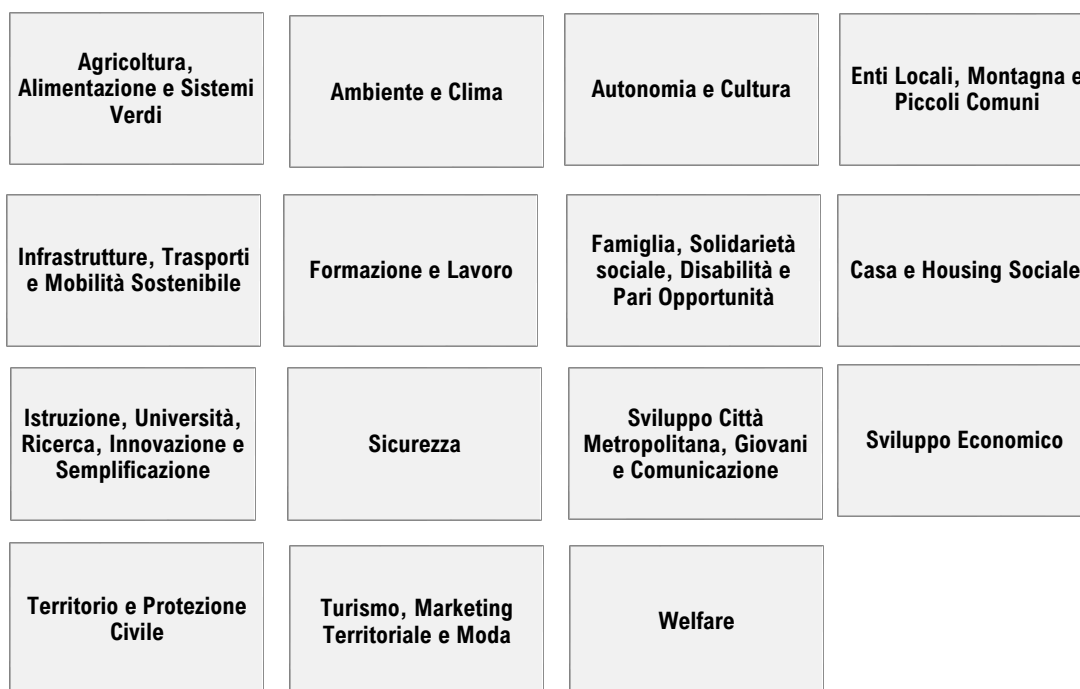 Agricoltura,
Alimentazione e Sistemi
Verdi
Ambiente e Clima
Autonomia e Cultura
Enti Locali, Montagna e
Piccoli Comuni
Infrastrutture, Trasporti
e Mobilità Sostenibile
Formazione e Lavoro
Famiglia, Solidarietà
sociale, Disabilità e
Pari Opportunità
Casa e Housing Sociale
Istruzione, Università,
Ricerca, Innovazione e
Semplificazione
Sicurezza
Sviluppo Città
Metropolitana, Giovani
e Comunicazione
Sviluppo Economico
Territorio e Protezione
Civile
Turismo, Marketing
Territoriale e Moda
Welfare